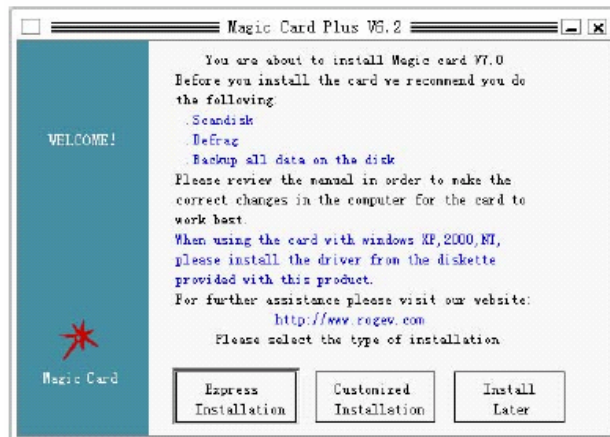 Magic Card Plus V6.2
WELCOME!
You are about to install Magic card V7.0
Before you install the card we recommend you do
the following:
.Scandisk
.Defrag
.Backup all data on the disk
Please review the manual in order to make the
correct changes in the computer for the card to
work best.
When using the card with windows XP,2000,NT,
please install the driver from the diskette
provided with this product.
For further assistance please visit our website:
http://www.rogev.com
Please select the type of installation
Magic Card
Express
Installation
Customized
Installation
Install
Later